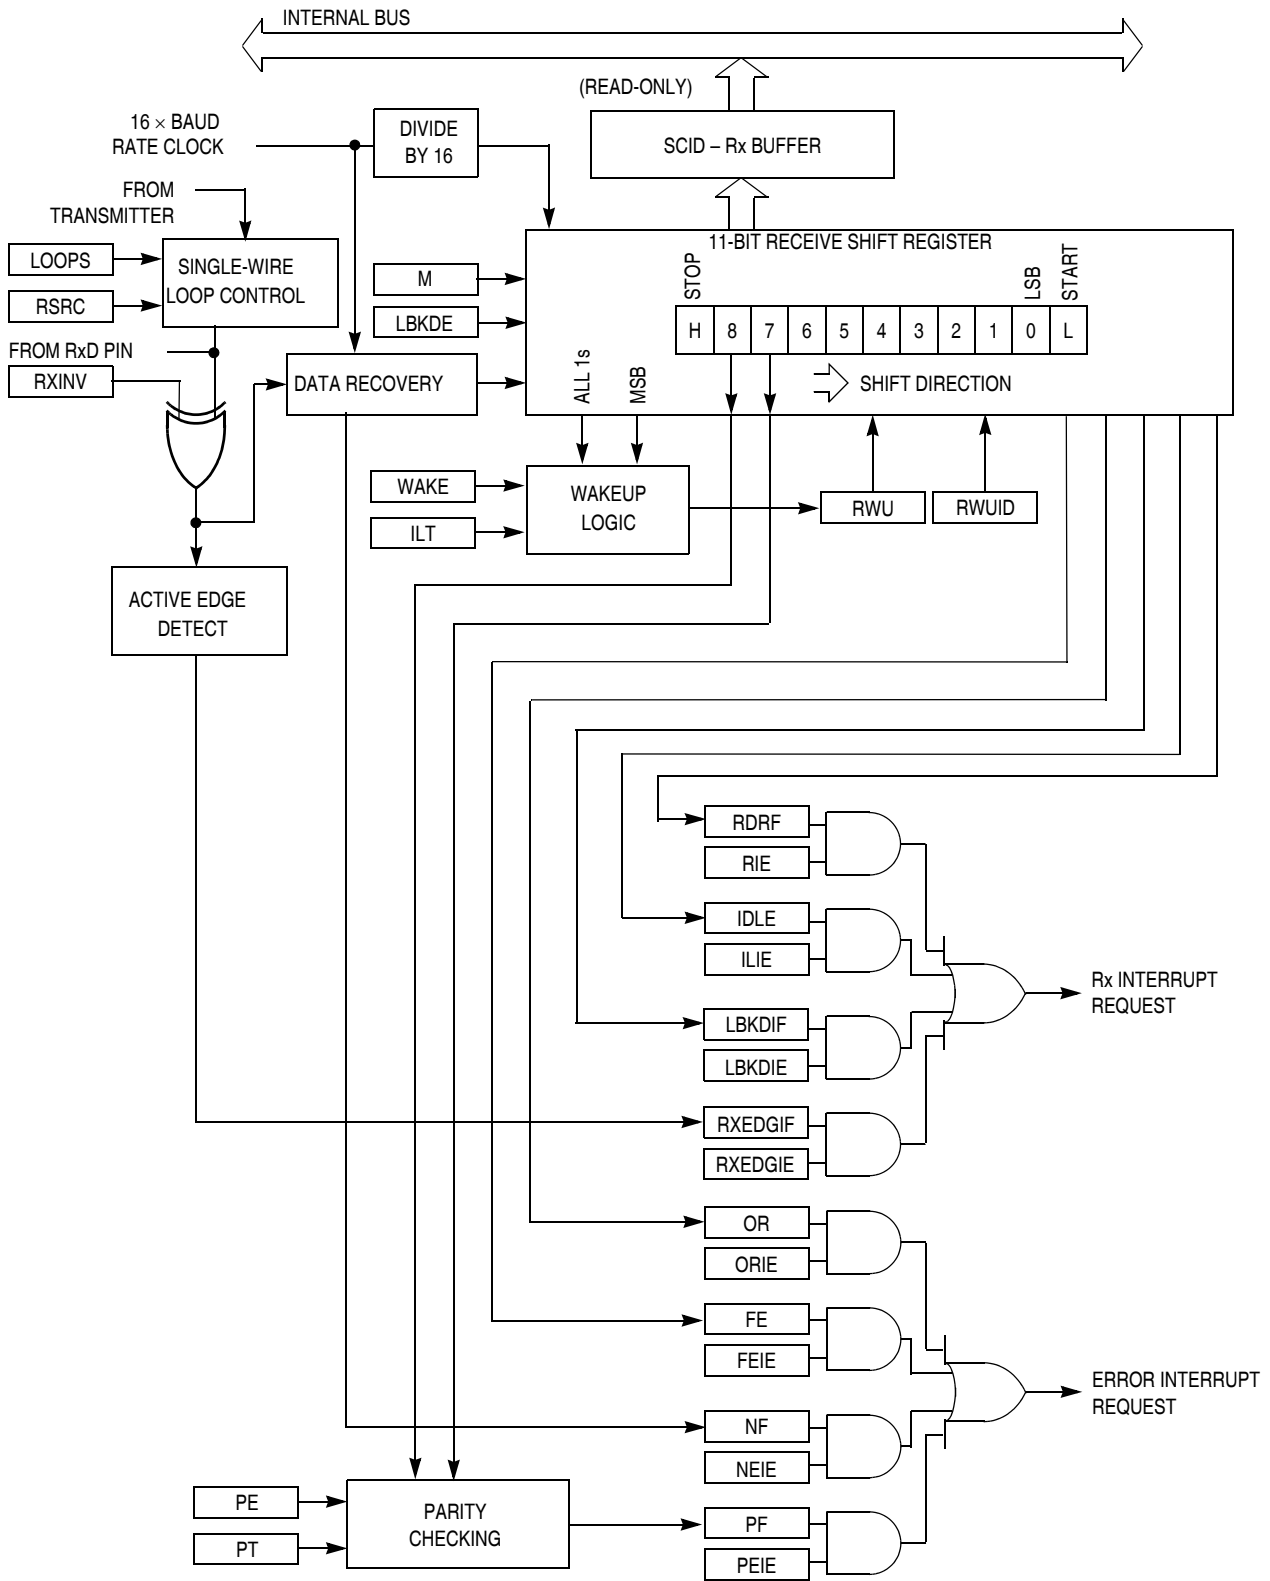 INTERNAL BUS
(READ-ONLY)
16 × BAUD
RATE CLOCK
DIVIDE
BY 16
SCID – Rx BUFFER
FROM
TRANSMITTER
11-BIT RECEIVE SHIFT REGISTER
LOOPS
SINGLE-WIRE
LOOP CONTROL
RSRC
M
LBKDE
STOP
LSB
START
H 8 7 6 5 4 3 2 1 0 L
FROM RxD PIN
RXINV
DATA RECOVERY
ALL 1s
MSB
SHIFT DIRECTION
WAKE
ILT
WAKEUP
LOGIC
RWU
RWUID
ACTIVE EDGE
DETECT
RDRF
RIE
IDLE
ILIE
Rx INTERRUPT
REQUEST
LBKDIF
LBKDIE
RXEDGIF
RXEDGIE
OR
ORIE
FE
FEIE
ERROR INTERRUPT
REQUEST
NF
NEIE
PE
PT
PARITY
CHECKING
PF
PEIE